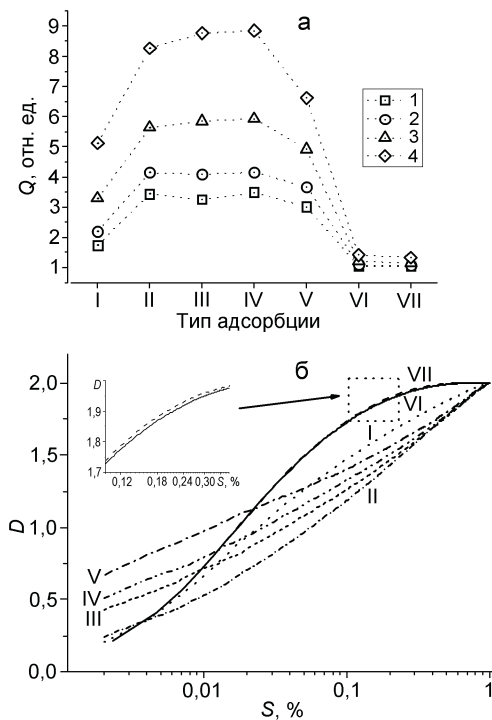 а
9
8
7
6
5
4
3
2
1
Q, отн. ед.
1
2
3
4
I II III IV V VI VII
Тип адсорбции
б
2,0
1,5
1,0
0,5
0,0
D
D
2,0
1,9
1,8
1,7
0,12 0,18 0,24 0,30 S, %
VII
VI
I
II
V
IV
III
0,01 0,1 1
S, %